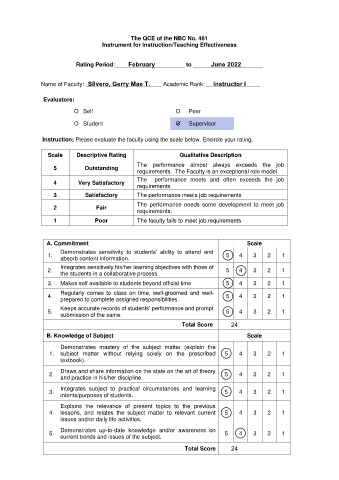 The QCE of the NBC No. 461
Instrument for Instruction/Teaching Effectiveness
Rating Period: February to June 2022
Name of Faculty: Silvero, Gerry Mae T. Academic Rank: Instructor I
Evaluators:
Self Peer
Student Supervisor
Instruction: Please evaluate the faculty using the scale below. Encircle your rating.
Scale Descriptive Rating Qualitative Description
5 Outstanding The performance almost always exceeds the job
requirements. The Faculty is an exceptional role model
4 Very Satisfactory The performance meets and often exceeds the job
requirements
3 Satisfactory The performance meets job requirements
2 Fair The performance needs some development to meet job
requirements.
1 Poor The faculty fails to meet job requirements
A. Commitment Scale
1. Demonstrates sensitivity to students' ability to attend and
absorb content information. 5 4 3 2 1
2. Integrates sensitively his/her learning objectives with those of
the students in a collaborative process. 5 4 3 2 1
3. Makes self available to students beyond official time 5 4 3 2 1
4. Regularly comes to class on time, well-groomed and well-
prepared to complete assigned responsibilities. 5 4 3 2 1
5. Keeps accurate records of students' performance and prompt
submission of the same. 5 4 3 2 1
Total Score 24
B. Knowledge of Subject Scale
1. Demonstrates mastery of the subject matter (explain the
subject matter without relying solely on the prescribed
textbook). 5 4 3 2 1
2. Draws and share information on the state on the art of theory
and practice in his/her discipline. 5 4 3 2 1
3. Integrates subject to practical circumstances and learning
intents/purposes of students. 5 4 3 2 1
4. Explains the relevance of present topics to the previous
lessons, and relates the subject matter to relevant current
issues and/or daily life activities. 5 4 3 2 1
5. Demonstrates up-to-date knowledge and/or awareness on
current trends and issues of the subject. 5 4 3 2 1
Total Score 24